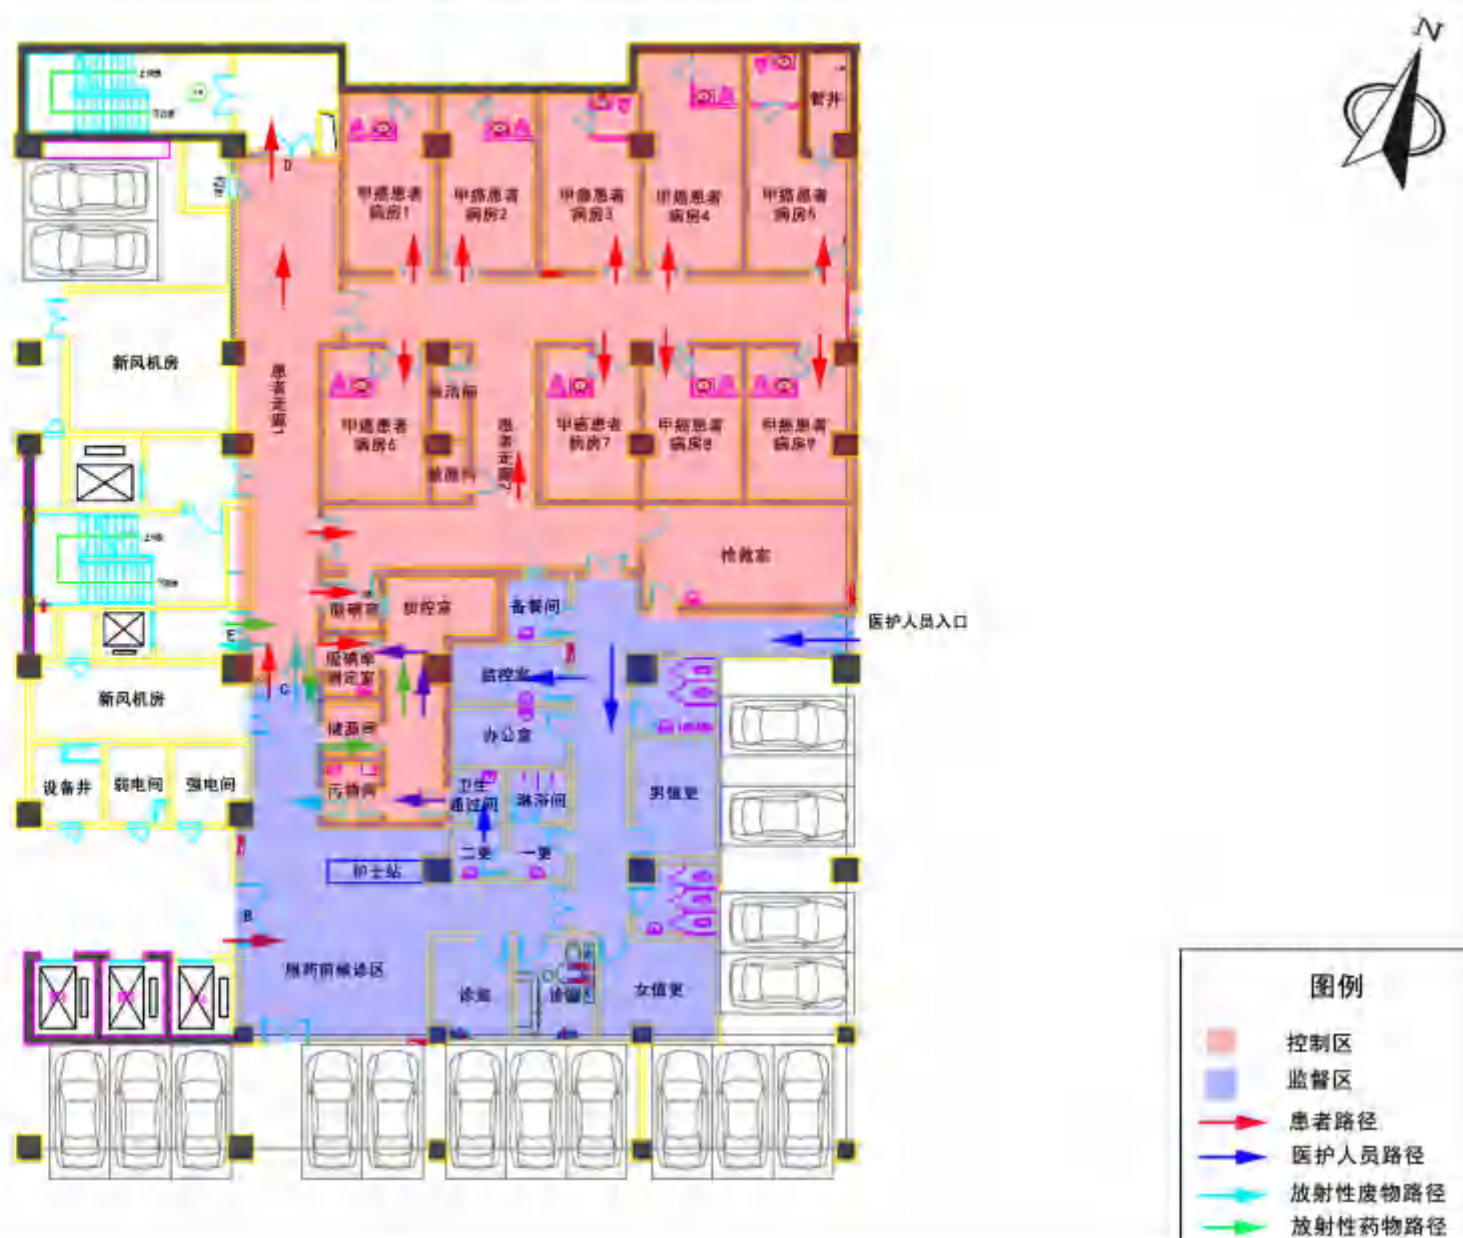 N
暂井
D
甲癌患者
病房1
甲癌患者
病房2
甲癌患者
病房3
甲癌患者
病房4
甲癌患者
病房5
新风机房
患者走廊1
甲癌患者
病房6
患者走廊2
甲癌患者
病房7
甲癌患者
病房8
甲癌患者
病房9
抢救室
备餐间
医护人员入口
E
吸碘率
测定室
监控室
C
新风机房
储源间
办公室
设备井
弱电间
强电间
污物间
卫生
通过间
淋浴间
男值更
护士站
二更
一更
B
服药前候诊区
诊室
诊室
女值更
图例
控制区
监督区
患者路径
医护人员路径
放射性废物路径
放射性药物路径